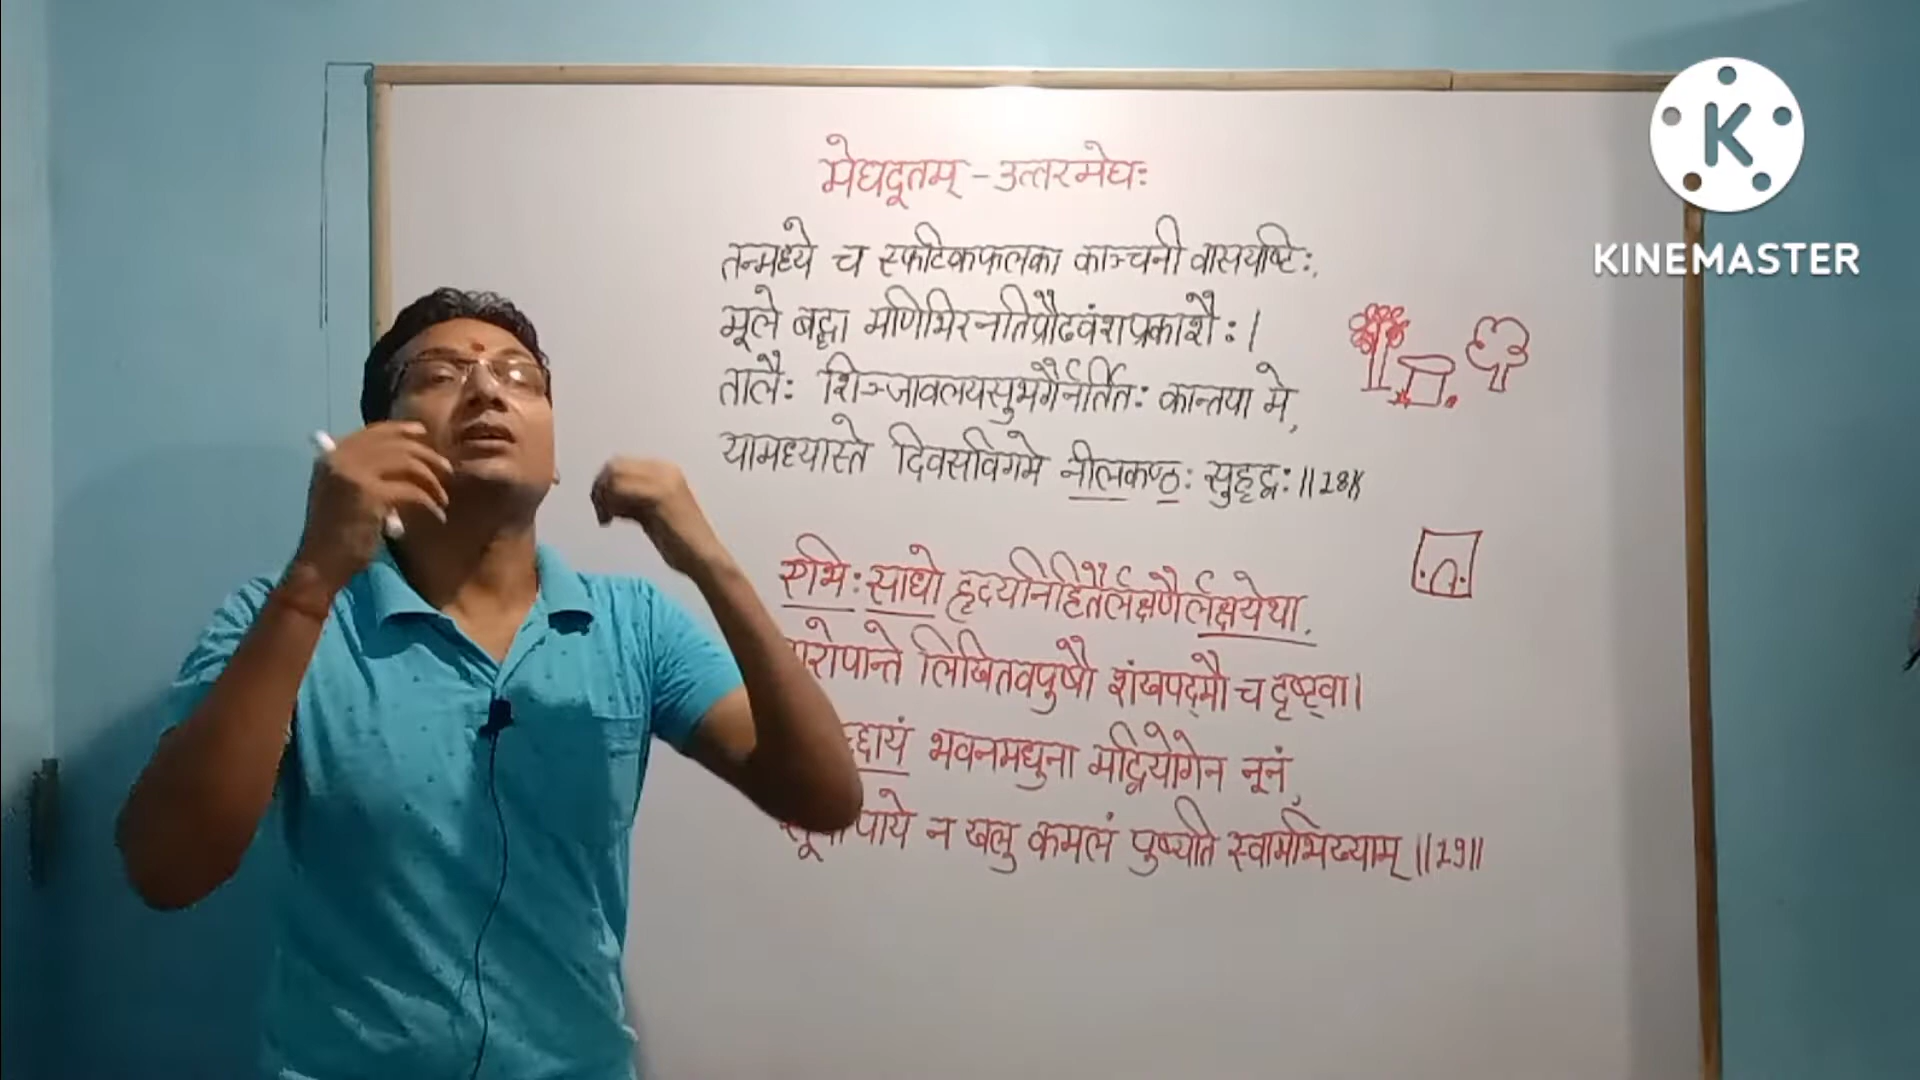 मेघदूतम् - उत्तरमेघः
तन्मध्ये च स्फटिकफलका काञ्चनी वासयष्टिः,
मूले बद्धा मणिभिरनतिप्रौढवंशप्रकाशैः।
तालैः शिञ्जावलयसुभगैर्नर्तितः कान्तया मे,
यामध्यास्ते दिवसविगमे नीलकण्ठः सुहृद्वः॥18॥
एभिः साधो हृदयनिहितैर्लक्षणैर्लक्षयेथा,
लिखितवपुषौ शंखपद्मौ च दृष्ट्वा।
भवनमधुना मद्वियोगेन नूनं,
न खलु कमलं पुष्यति स्वामभिख्याम्॥19॥
K
KINEMASTER